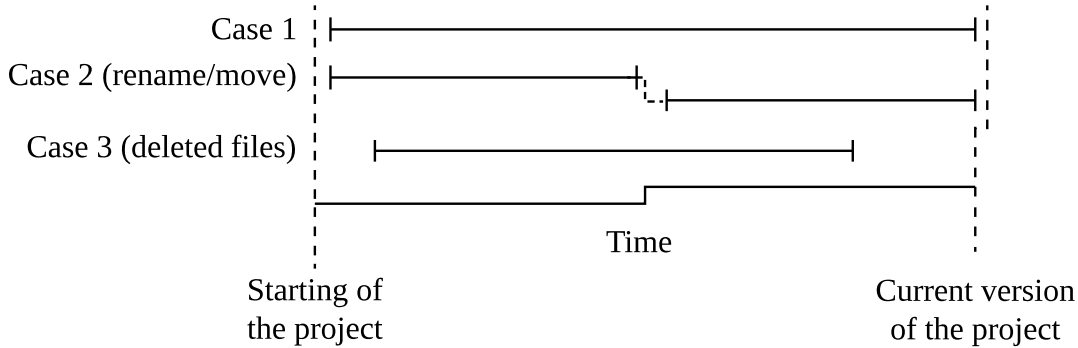 Case 1
Case 2 (rename/move)
Case 3 (deleted files)
Time
Starting of
the project
Current version
of the project